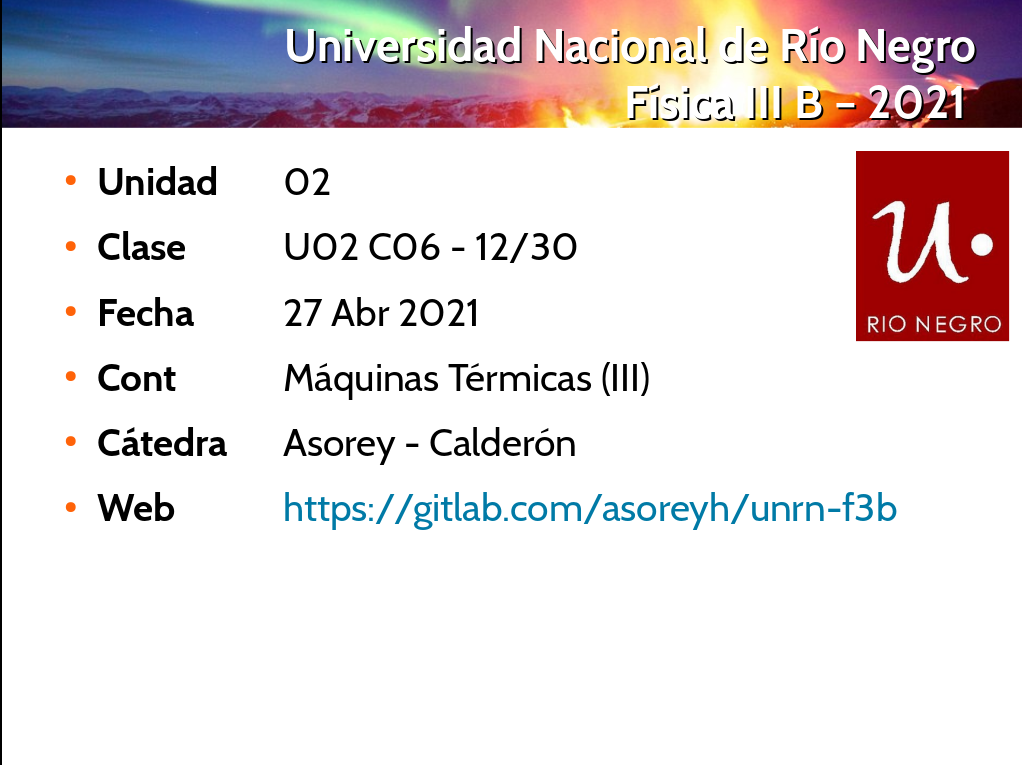 Universidad Nacional de Río Negro
Física III B – 2021
• Unidad 02
• Clase U02 C06 - 12/30
• Fecha 27 Abr 2021
• Cont Máquinas Térmicas (III)
• Cátedra Asorey - Calderón
• Web https://gitlab.com/asoreyh/unrn-f3b
u.
RIO NEGRO